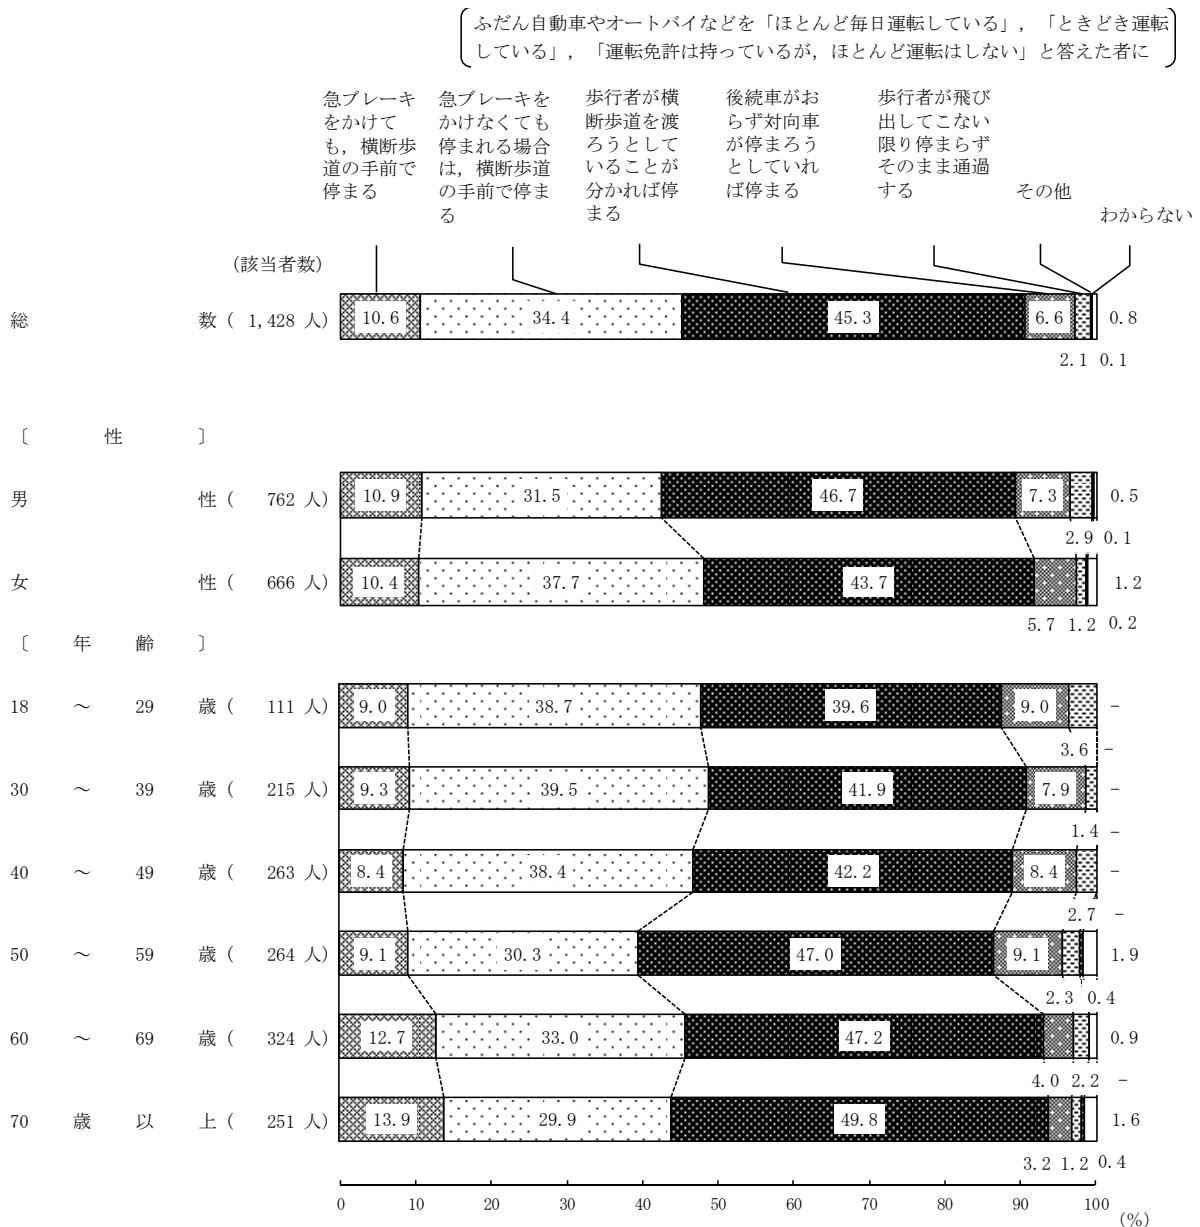 ふだん自動車やオートバイなどを「ほとんど毎日運転している」，「ときどき運転
している」，「運転免許は持っているが，ほとんど運転はしない」と答えた者に
急ブレーキ
をかけて
も，横断歩
道の手前で
停まる
急ブレーキを
かけなくても
停まれる場合
は，横断歩道
の手前で停ま
る
歩行者が横
断歩道を渡
ろうとして
いることが
分かれば停
まる
後続車がお
らず対向車
が停まろう
としていれ
ば停まる
歩行者が飛び
出してこない
限り停まらず
そのまま通過
する
その他
わからない
（該当者数）
総 数（ 1,428 人） 10.6 34.4 45.3 6.6 0.8
2.1 0.1
〔 性 〕
男 性（ 762 人） 10.9 31.5 46.7 7.3 0.5
2.9 0.1
女 性（ 666 人） 10.4 37.7 43.7 1.2
5.7 1.2 0.2
〔 年 齢 〕
18 ～ 29 歳（ 111 人） 9.0 38.7 39.6 9.0 －
3.6 －
30 ～ 39 歳（ 215 人） 9.3 39.5 41.9 7.9 －
1.4 －
40 ～ 49 歳（ 263 人） 8.4 38.4 42.2 8.4 －
2.7 －
50 ～ 59 歳（ 264 人） 9.1 30.3 47.0 9.1 1.9
2.3 0.4
60 ～ 69 歳（ 324 人） 12.7 33.0 47.2 0.9
4.0 2.2 －
70 歳 以 上（ 251 人） 13.9 29.9 49.8 1.6
3.2 1.2 0.4
0 10 20 30 40 50 60 70 80 90 100
（％）